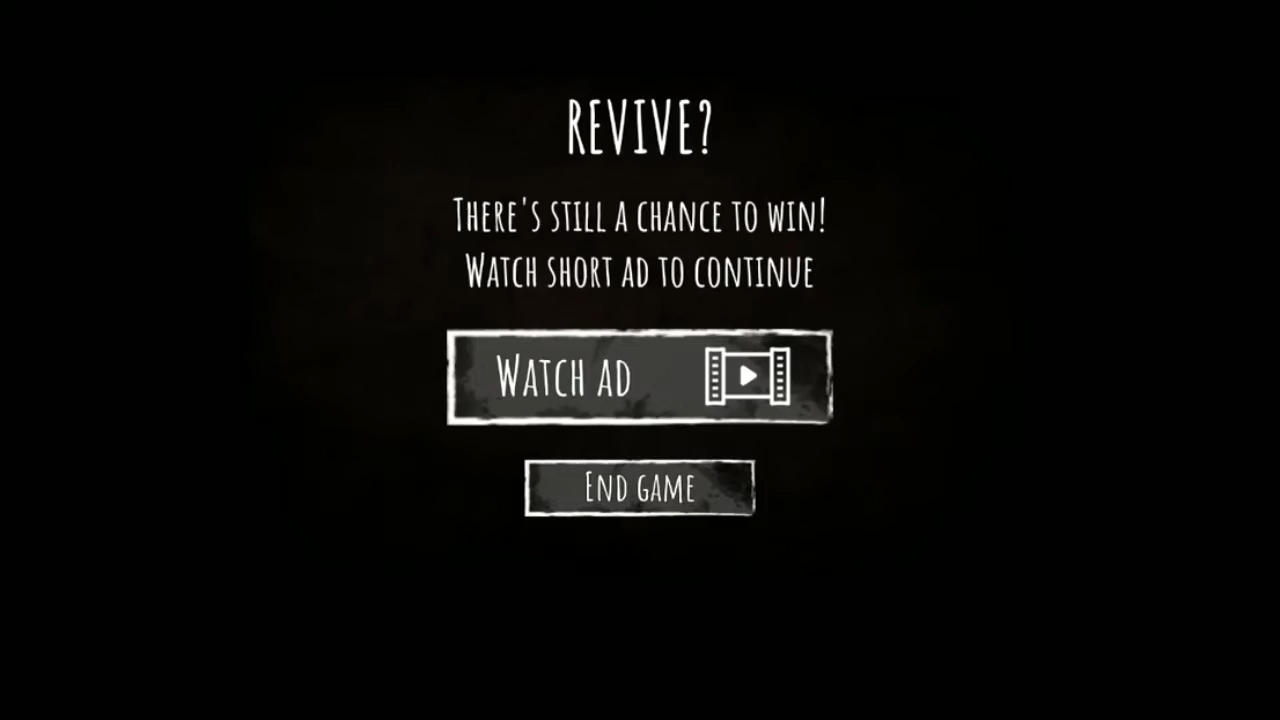 REVIVE?
THERE'S STILL A CHANCE TO WIN!
WATCH SHORT AD TO CONTINUE
WATCH AD
END GAME